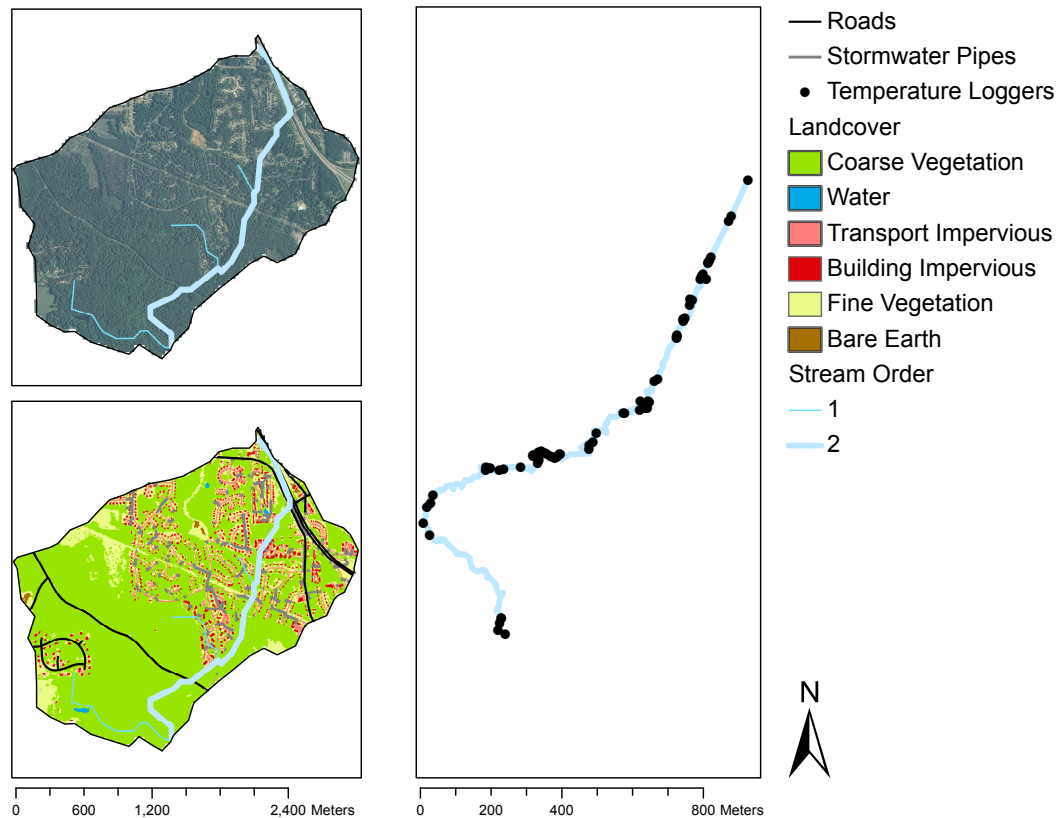 Roads
Stormwater Pipes
Temperature Loggers
Landcover
Coarse Vegetation
Water
Transport Impervious
Building Impervious
Fine Vegetation
Bare Earth
Stream Order
1
2
N
0 600 1,200 2,400 Meters
0 200 400 800 Meters